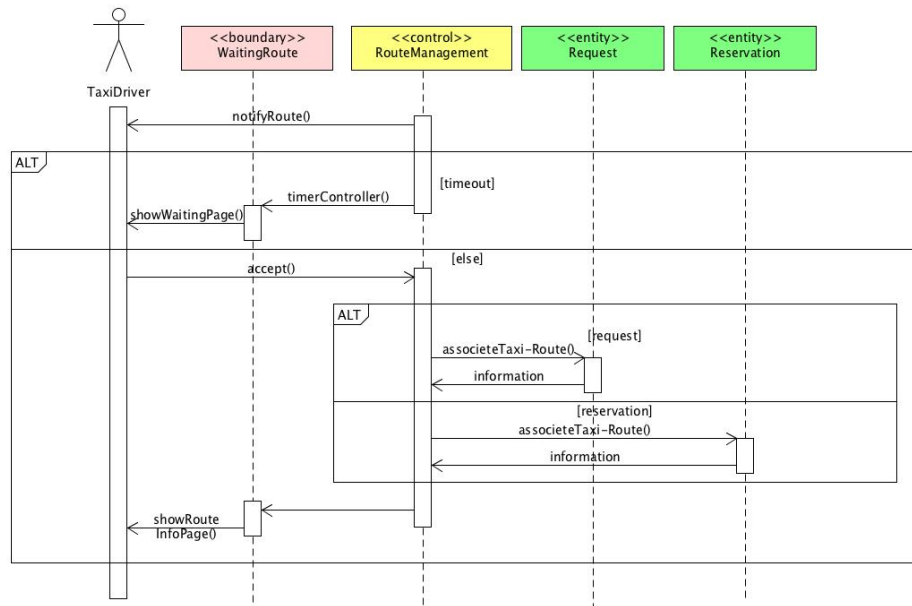 <<boundary>>
WaitingRoute
<<control>>
RouteManagement
<<entity>>
Request
<<entity>>
Reservation
TaxiDriver
notifyRoute()
ALT
[timeout]
timerController()
showWaitingPage()
[else]
accept()
ALT
[request]
associeteTaxi-Route()
information
[reservation]
associeteTaxi-Route()
information
showRoute
InfoPage()